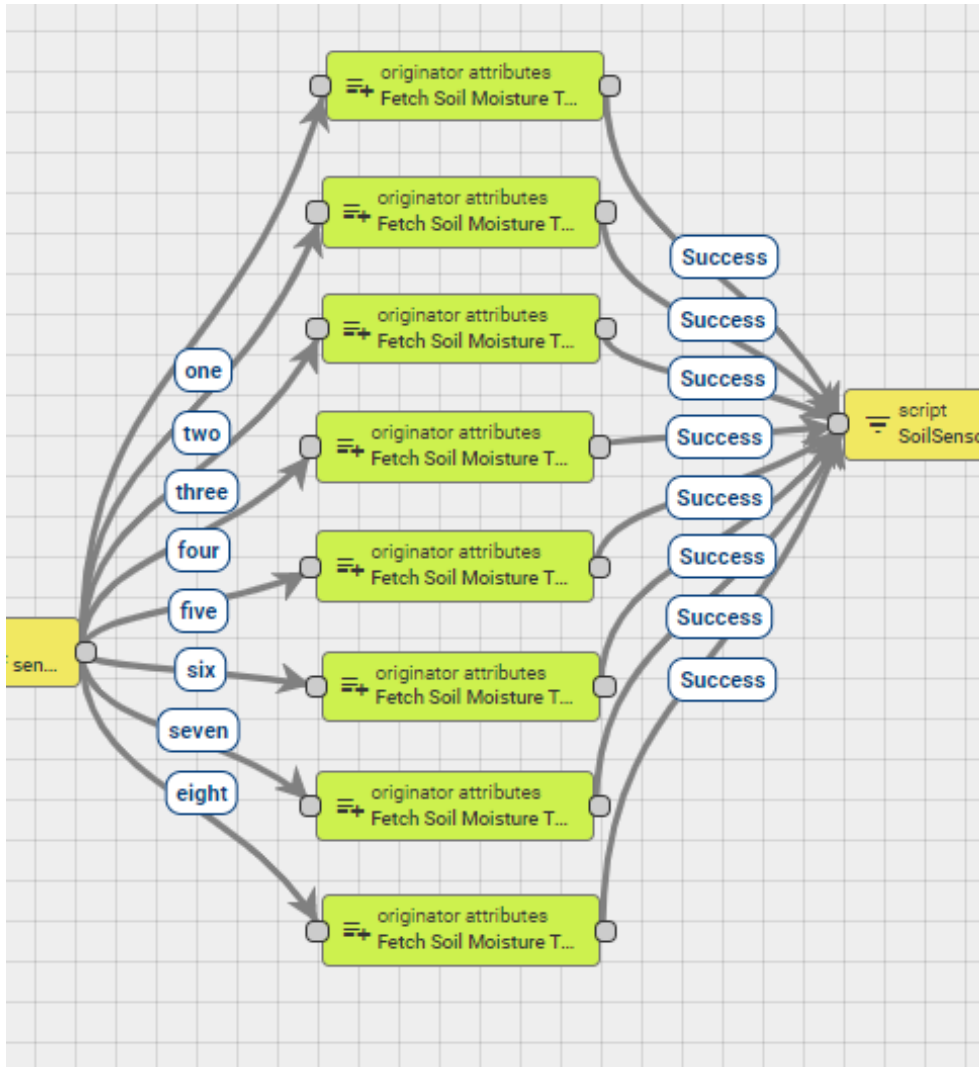 originator attributes
Fetch Soil Moisture T...
originator attributes
Fetch Soil Moisture T...
originator attributes
Fetch Soil Moisture T...
originator attributes
Fetch Soil Moisture T...
originator attributes
Fetch Soil Moisture T...
originator attributes
Fetch Soil Moisture T...
originator attributes
Fetch Soil Moisture T...
originator attributes
Fetch Soil Moisture T...
one
two
three
four
five
six
seven
eight
sen...
Success
Success
Success
Success
Success
Success
Success
Success
script
SoilSenso